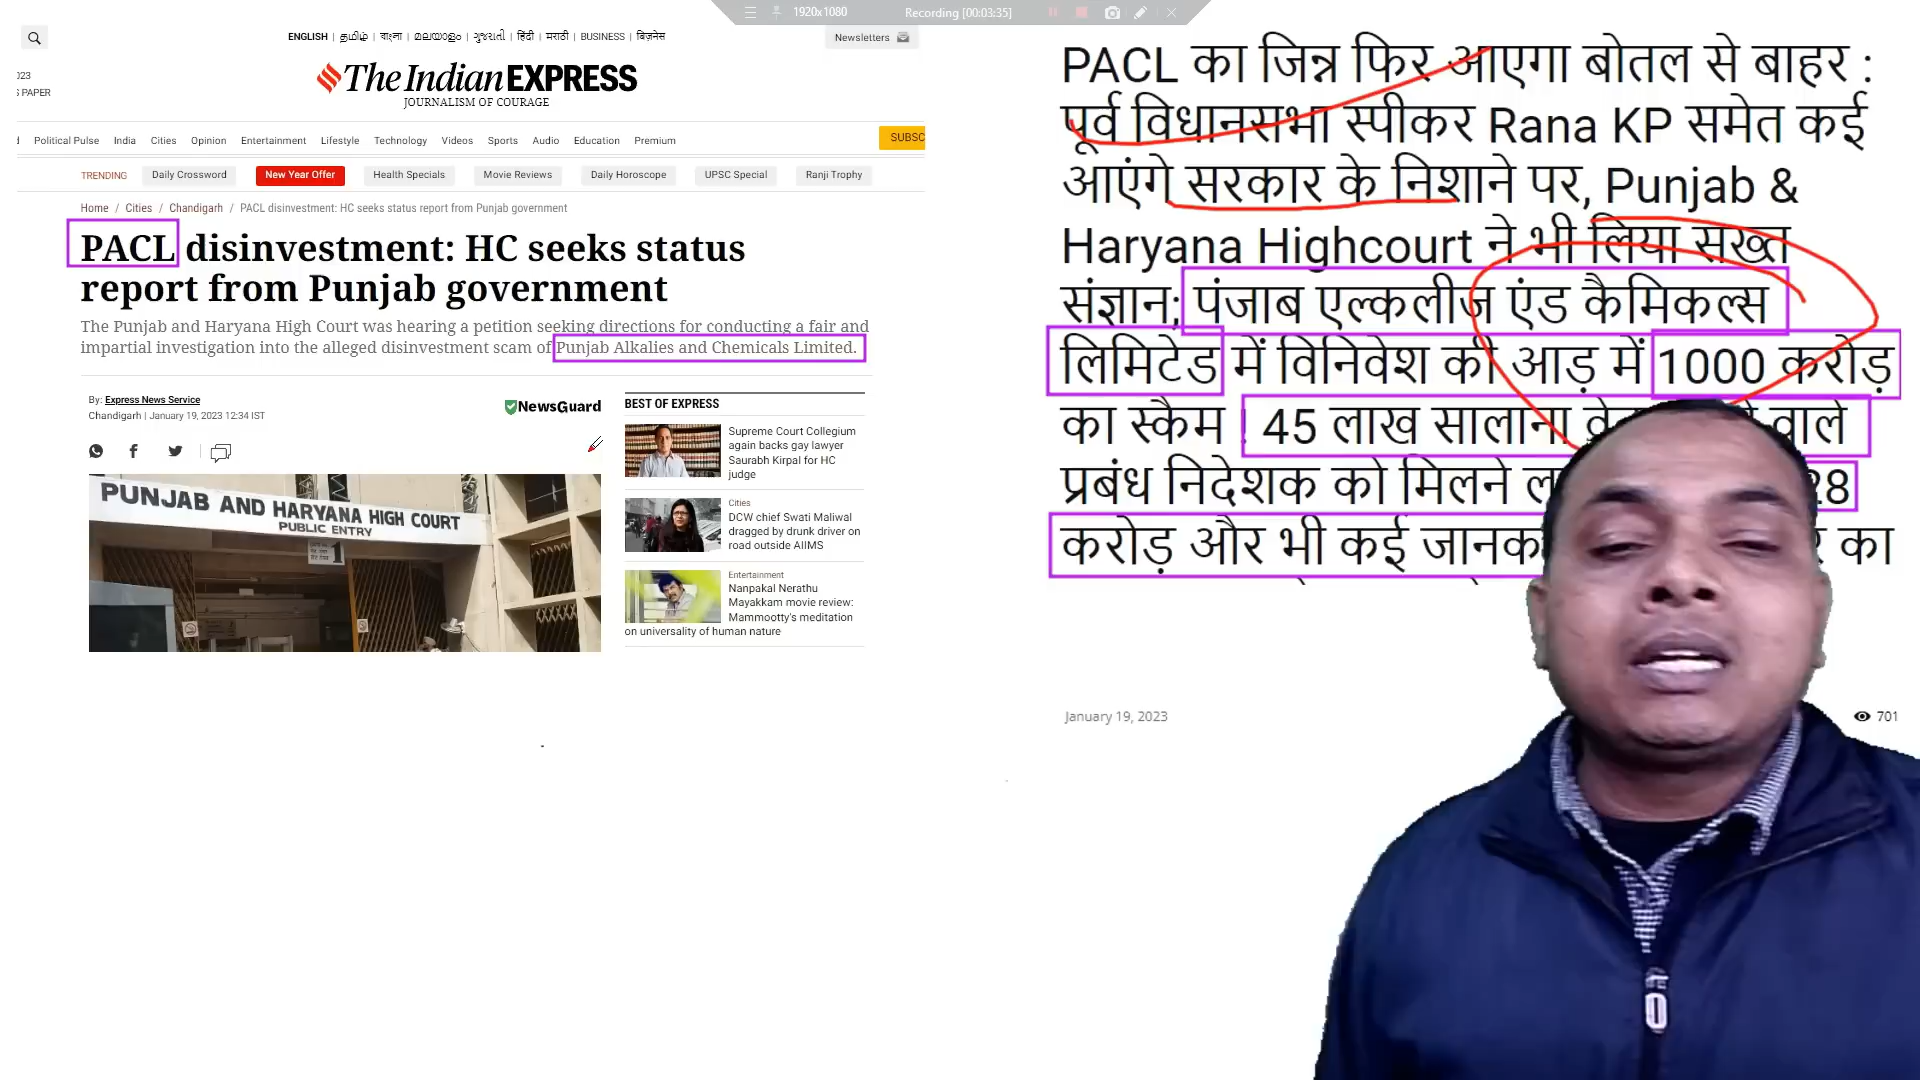 1920x1080 Recording [00:03:35]
ENGLISH | தமிழ் | বাংলা | മലയാളം | ગુજરાતી | हिंदी | मराठी | BUSINESS | बिज़नेस
Newsletters
023
S PAPER
The Indian EXPRESS
JOURNALISM OF COURAGE
Political Pulse India Cities Opinion Entertainment Lifestyle Technology Videos Sports Audio Education Premium
SUBSC
TRENDING Daily Crossword New Year Offer Health Specials Movie Reviews Daily Horoscope UPSC Special Ranji Trophy
Home / Cities / Chandigarh / PACL disinvestment: HC seeks status report from Punjab government
PACL disinvestment: HC seeks status
report from Punjab government
The Punjab and Haryana High Court was hearing a petition seeking directions for conducting a fair and
impartial investigation into the alleged disinvestment scam of Punjab Alkalies and Chemicals Limited.
By: Express News Service
Chandigarh | January 19, 2023 12:34 IST
NewsGuard
PUNJAB AND HARYANA HIGH COURT
PUBLIC ENTRY
1
BEST OF EXPRESS
Supreme Court Collegium
again backs gay lawyer
Saurabh Kirpal for HC
judge
Cities
DCW chief Swati Maliwal
dragged by drunk driver on
road outside AIIMS
Entertainment
Nanpakal Nerathu
Mayakkam movie review:
Mammootty's meditation
on universality of human nature
PACL का जिन्न फिर आएगा बोतल से बाहर :
पूर्व विधानसभा स्पीकर Rana KP समेत कई
आएंगे सरकार के निशाने पर, Punjab &
Haryana Highcourt ने भी लिया सख्त
संज्ञान; पंजाब एल्कलीज एंड कैमिकल्स
लिमिटेड में विनिवेश की आड़ में 1000 करोड़
का स्कैम ! 45 लाख सालाना वाले
प्रबंध निदेशक को मिलने 28
करोड़ और भी कई का
January 19, 2023
701